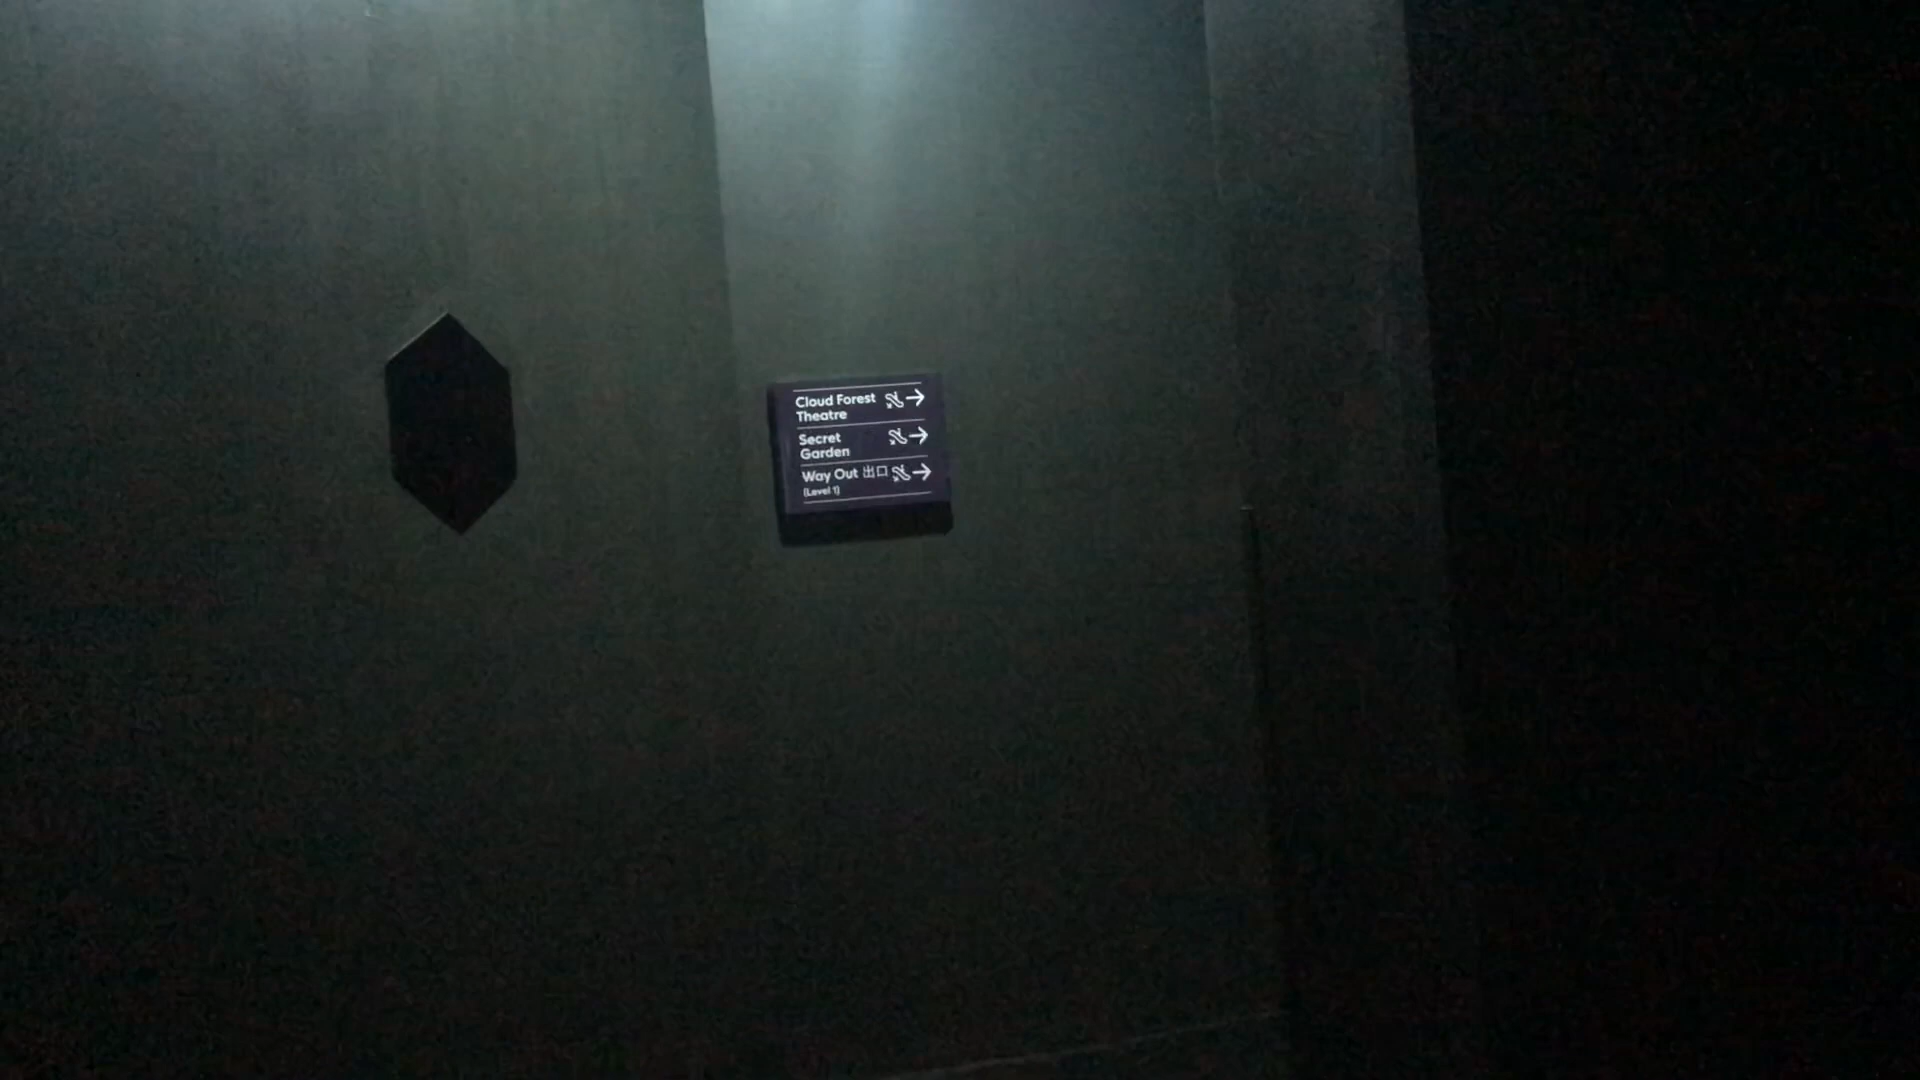 Cloud Forest
Theatre
Secret
Garden
Way Out 出口
(Level 1)